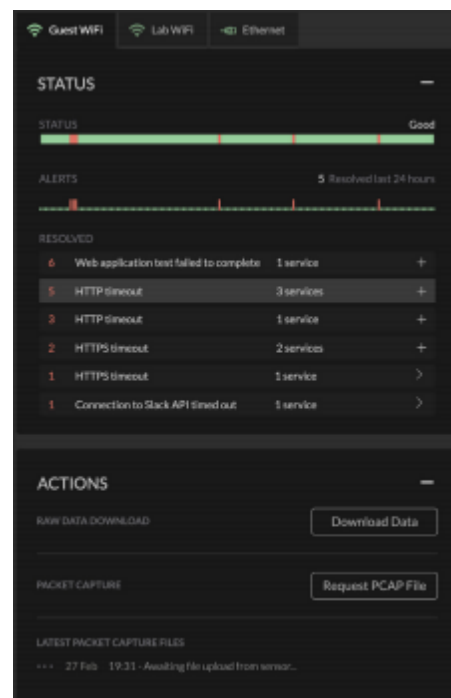 Guest WiFi Lab WiFi Ethernet
STATUS
STATUS Good
ALERTS 5 Resolved last 24 hours
RESOLVED
6 Web application test failed to complete 1 service +
5 HTTP timeout 3 services +
3 HTTP timeout 1 service +
2 HTTPS timeout 2 services +
1 HTTPS timeout 1 service >
1 Connection to Slack API timed out 1 service >
ACTIONS
RAW DATA DOWNLOAD Download Data
PACKET CAPTURE Request PCAP File
LATEST PACKET CAPTURE FILES
27 Feb 19:31 - Awaiting file upload from sensor...